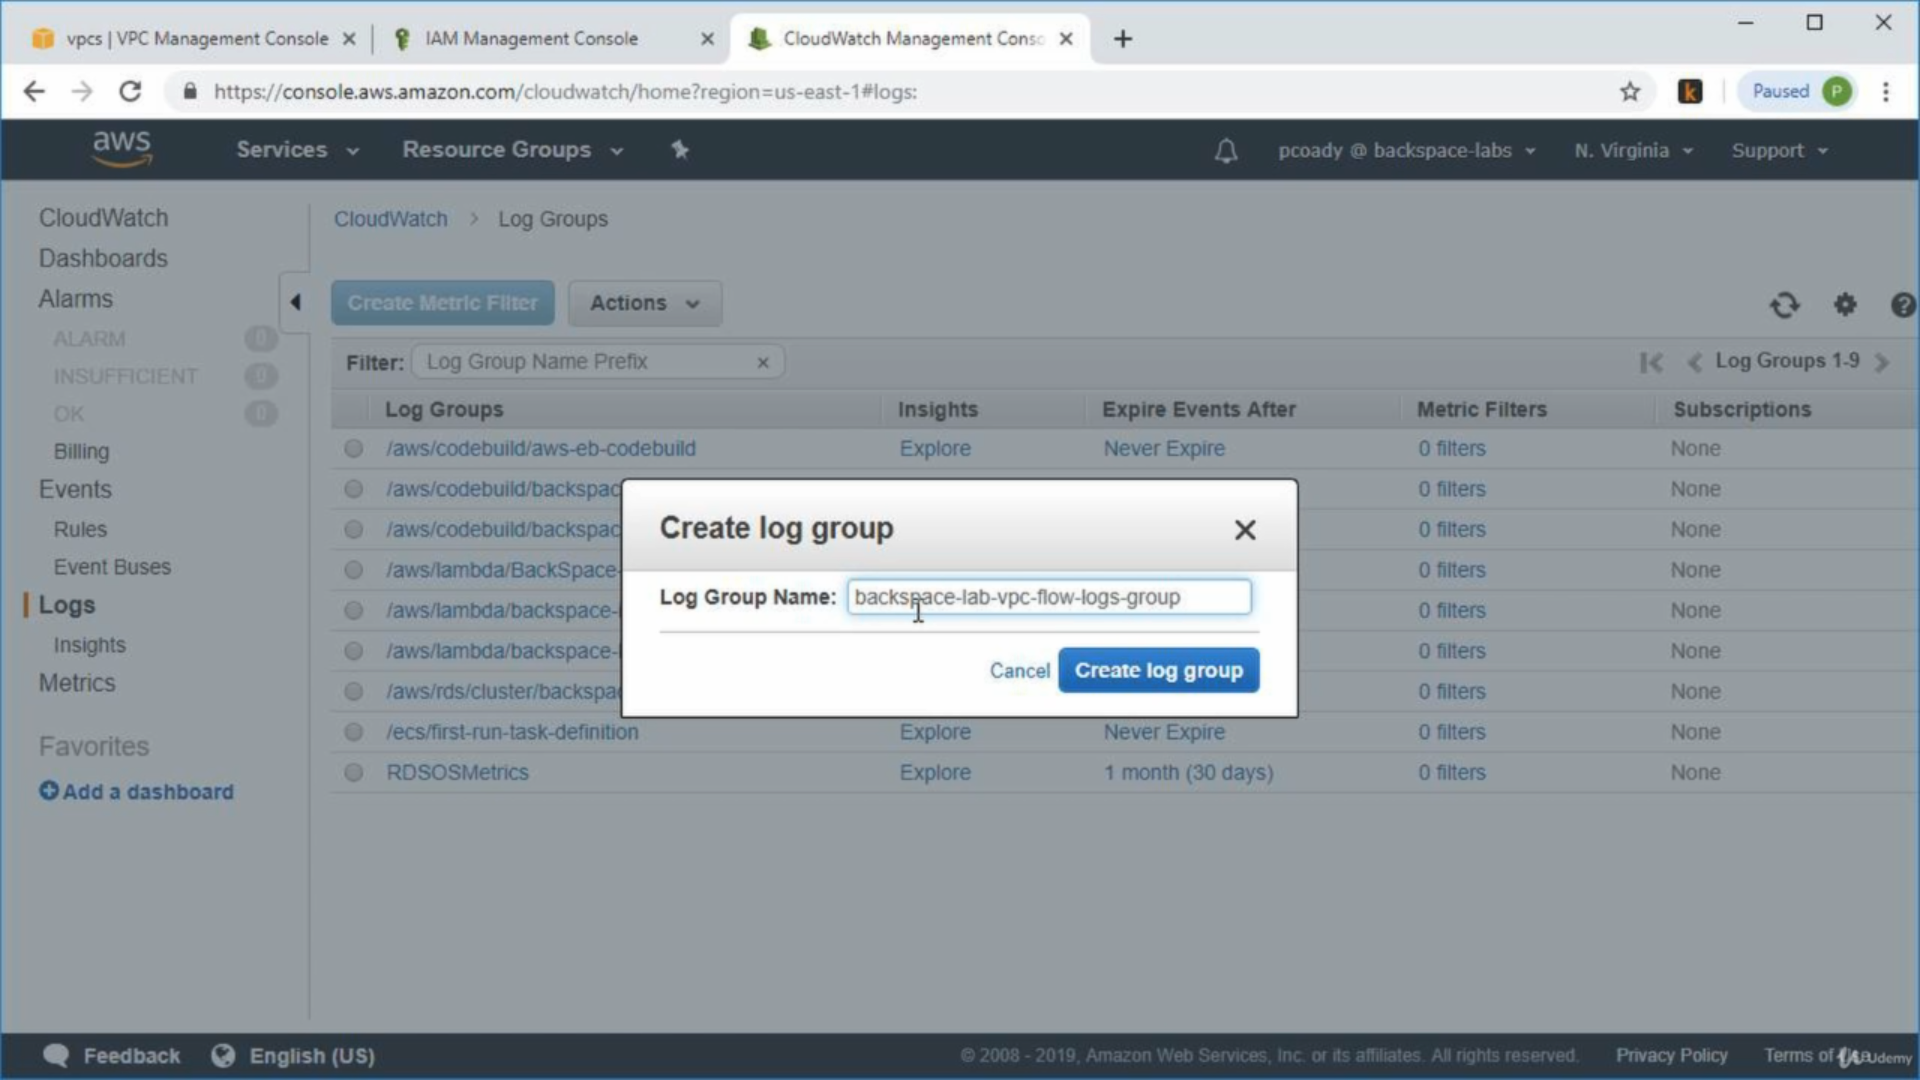 vpcs | VPC Management Console
IAM Management Console
CloudWatch Management Conso
https://console.aws.amazon.com/cloudwatch/home?region=us-east-1#logs:
k
Paused
P
aws
Services
Resource Groups
pcoady @ backspace-labs
N. Virginia
Support
CloudWatch
Dashboards
Alarms
ALARM 0
INSUFFICIENT 0
OK 0
Billing
Events
Rules
Event Buses
Logs
Insights
Metrics
Favorites
Add a dashboard
CloudWatch > Log Groups
Create Metric Filter
Actions
Filter: Log Group Name Prefix
Log Groups 1-9
Log Groups Insights Expire Events After Metric Filters Subscriptions
/aws/codebuild/aws-eb-codebuild Explore Never Expire 0 filters None
/aws/codebuild/backspac 0 filters None
/aws/codebuild/backspac 0 filters None
/aws/lambda/BackSpace- 0 filters None
/aws/lambda/backspace- 0 filters None
/aws/lambda/backspace- 0 filters None
/aws/rds/cluster/backspac 0 filters None
/ecs/first-run-task-definition Explore Never Expire 0 filters None
RDSOSMetrics Explore 1 month (30 days) 0 filters None
Create log group
Log Group Name: backspace-lab-vpc-flow-logs-group
Cancel
Create log group
Feedback
English (US)
© 2008 - 2019, Amazon Web Services, Inc. or its affiliates. All rights reserved.
Privacy Policy
Terms of Use
Udemy